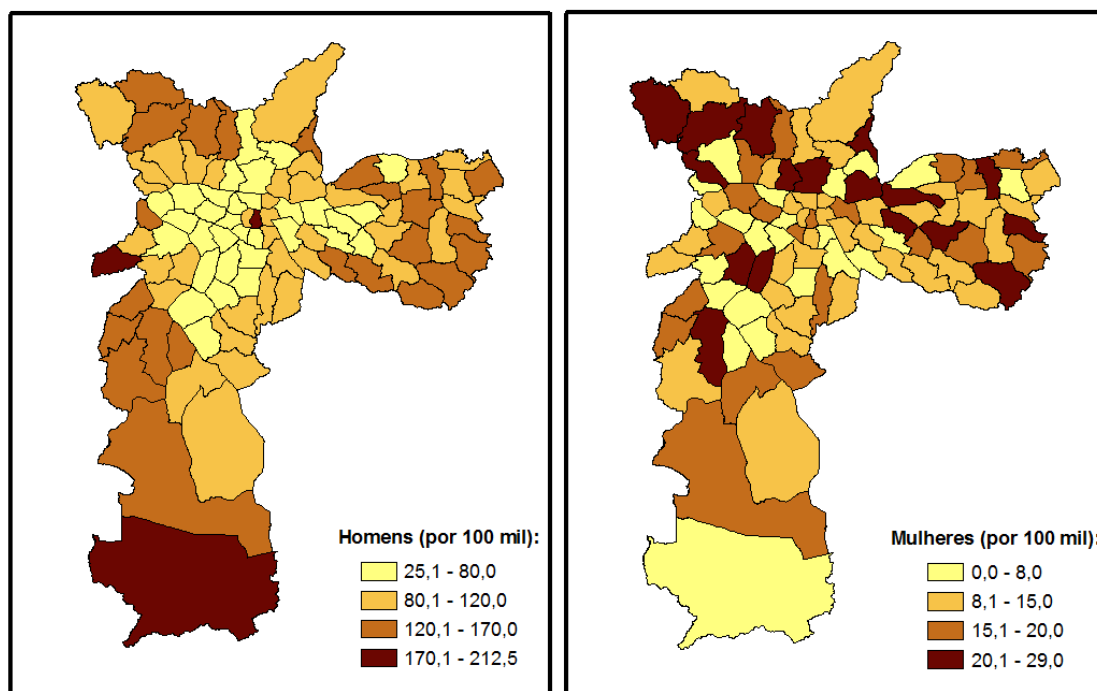 Homens (por 100 mil):
25,1 - 80,0
80,1 - 120,0
120,1 - 170,0
170,1 - 212,5
Mulheres (por 100 mil):
0,0 - 8,0
8,1 - 15,0
15,1 - 20,0
20,1 - 29,0